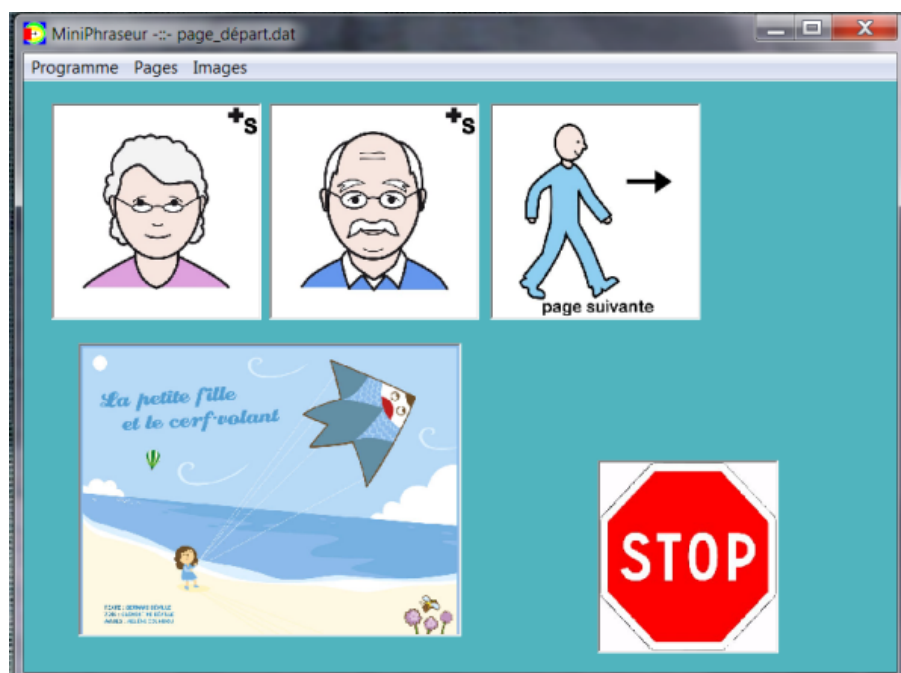 MiniPhraseur -::- page_départ.dat
Programme Pages Images
+s
+s
page suivante
La petite fille
et le cerf-volant
STOP